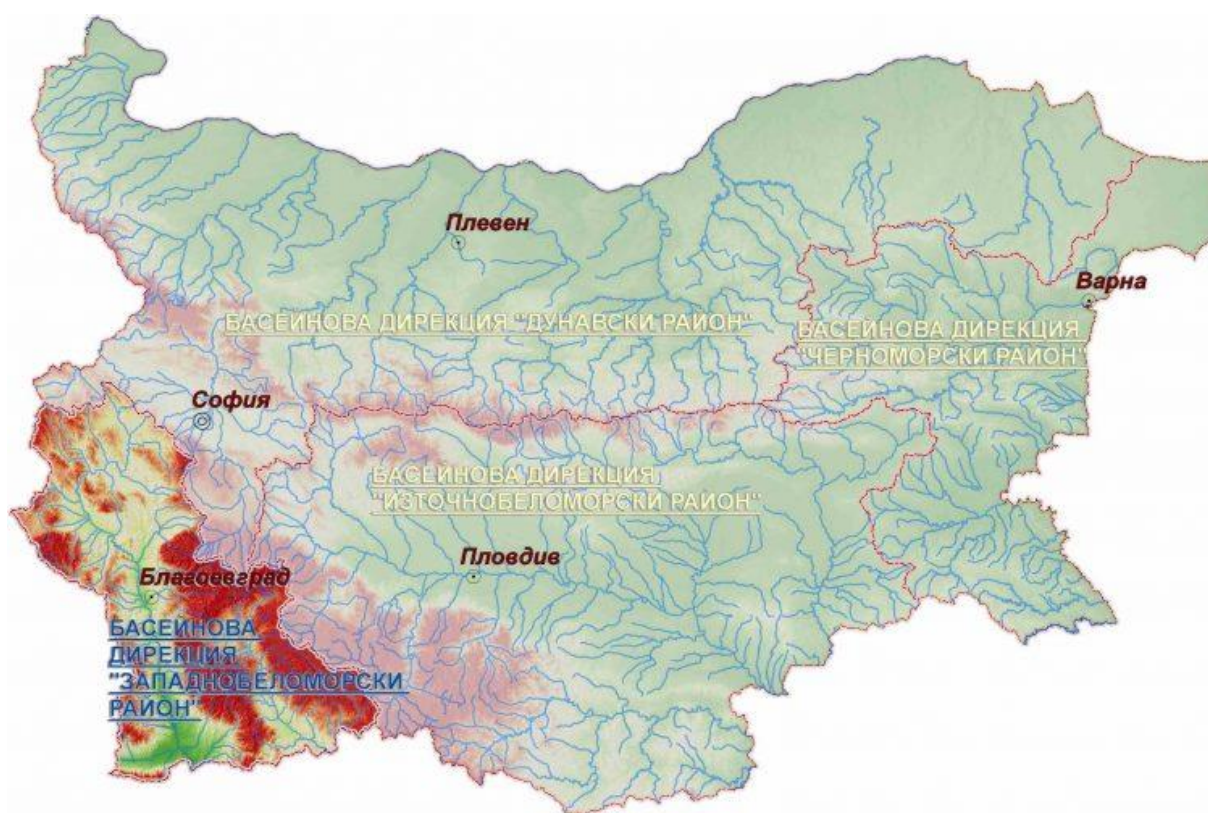 Плевен
Варна
БАСЕЙНОВА ДИРЕКЦИЯ "ДУНАВСКИ РАЙОН"
БАСЕЙНОВА ДИРЕКЦИЯ
"ЧЕРНОМОРСКИ РАЙОН"
София
БАСЕЙНОВА ДИРЕКЦИЯ
"ИЗТОЧНОБЕЛОМОРСКИ РАЙОН"
Пловдив
Благоевград
БАСЕЙНОВА
ДИРЕКЦИЯ
"ЗАПАДНОБЕЛОМОРСКИ
РАЙОН"